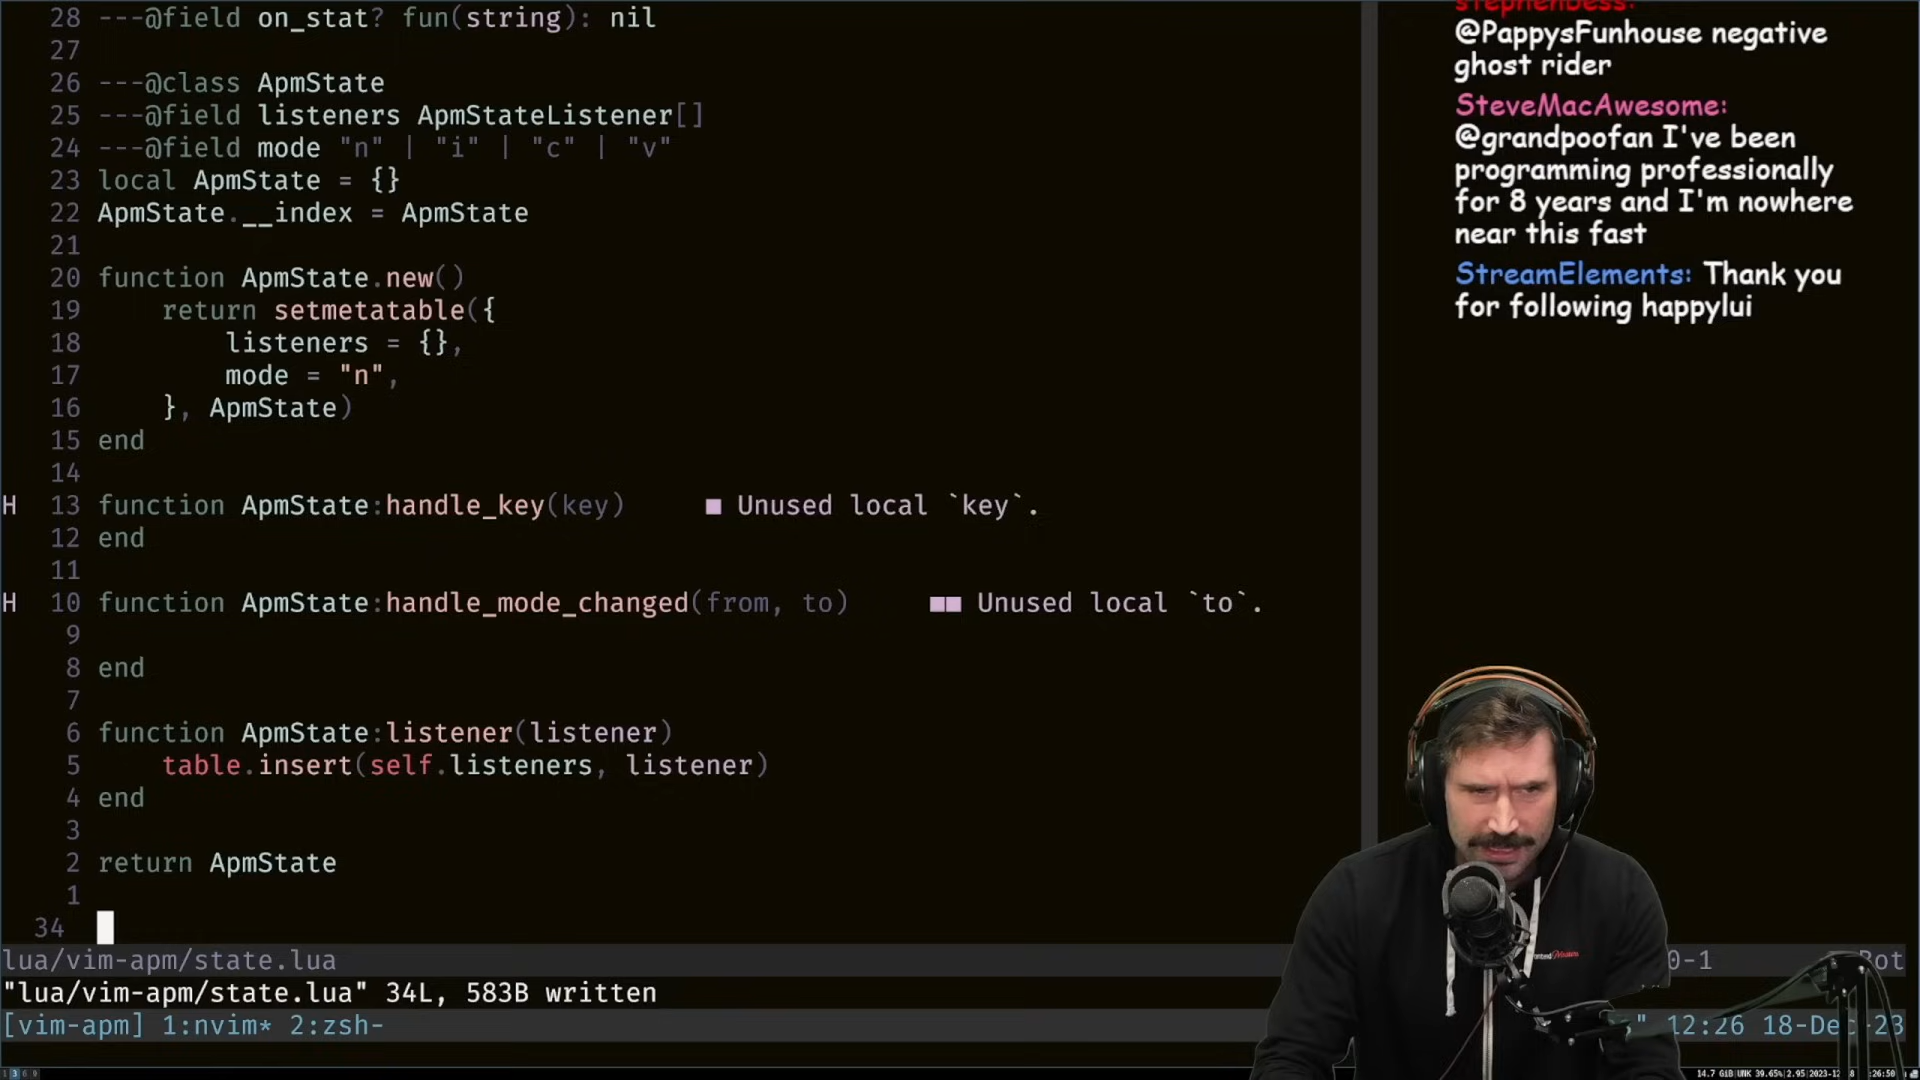 28 ---@field on_stat? fun(string): nil
27
26 ---@class ApmState
25 ---@field listeners ApmStateListener[]
24 ---@field mode "n" | "i" | "c" | "v"
23 local ApmState = {}
22 ApmState.__index = ApmState
21
20 function ApmState.new()
19     return setmetatable({
18         listeners = {},
17         mode = "n",
16     }, ApmState)
15 end
14
H 13 function ApmState:handle_key(key)     ■ Unused local `key`.
12 end
11
H 10 function ApmState:handle_mode_changed(from, to)     ■■ Unused local `to`.
9
8 end
7
6 function ApmState:listener(listener)
5     table.insert(self.listeners, listener)
4 end
3
2 return ApmState
1
34
lua/vim-apm/state.lua
0-1
Bot
"lua/vim-apm/state.lua" 34L, 583B written
[vim-apm] 1:nvim* 2:zsh-
" 12:26 18-Dec-23
stephenbess:
@PappysFunhouse negative
ghost rider
SteveMacAwesome:
@grandpoofan I've been
programming professionally
for 8 years and I'm nowhere
near this fast
StreamElements: Thank you
for following happylui